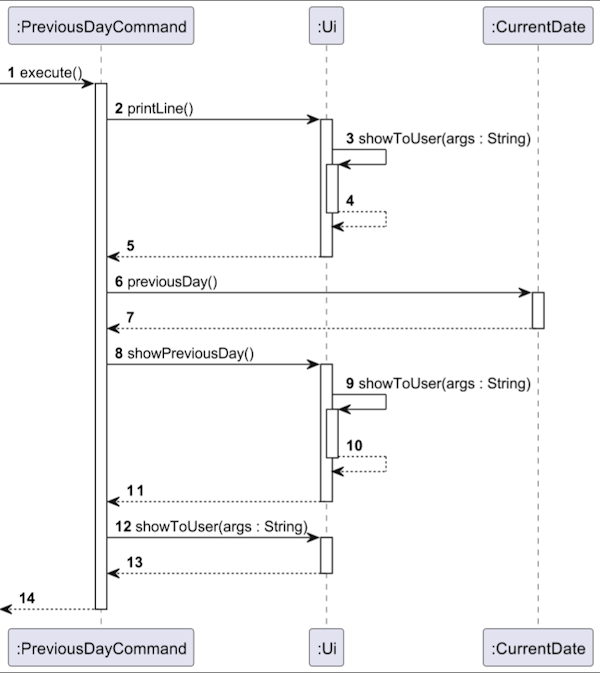 :PreviousDayCommand :Ui :CurrentDate
1 execute()
2 printLine()
3 showToUser(args : String)
4
5
6 previousDay()
7
8 showPreviousDay()
9 showToUser(args : String)
10
11
12 showToUser(args : String)
13
14
:PreviousDayCommand :Ui :CurrentDate